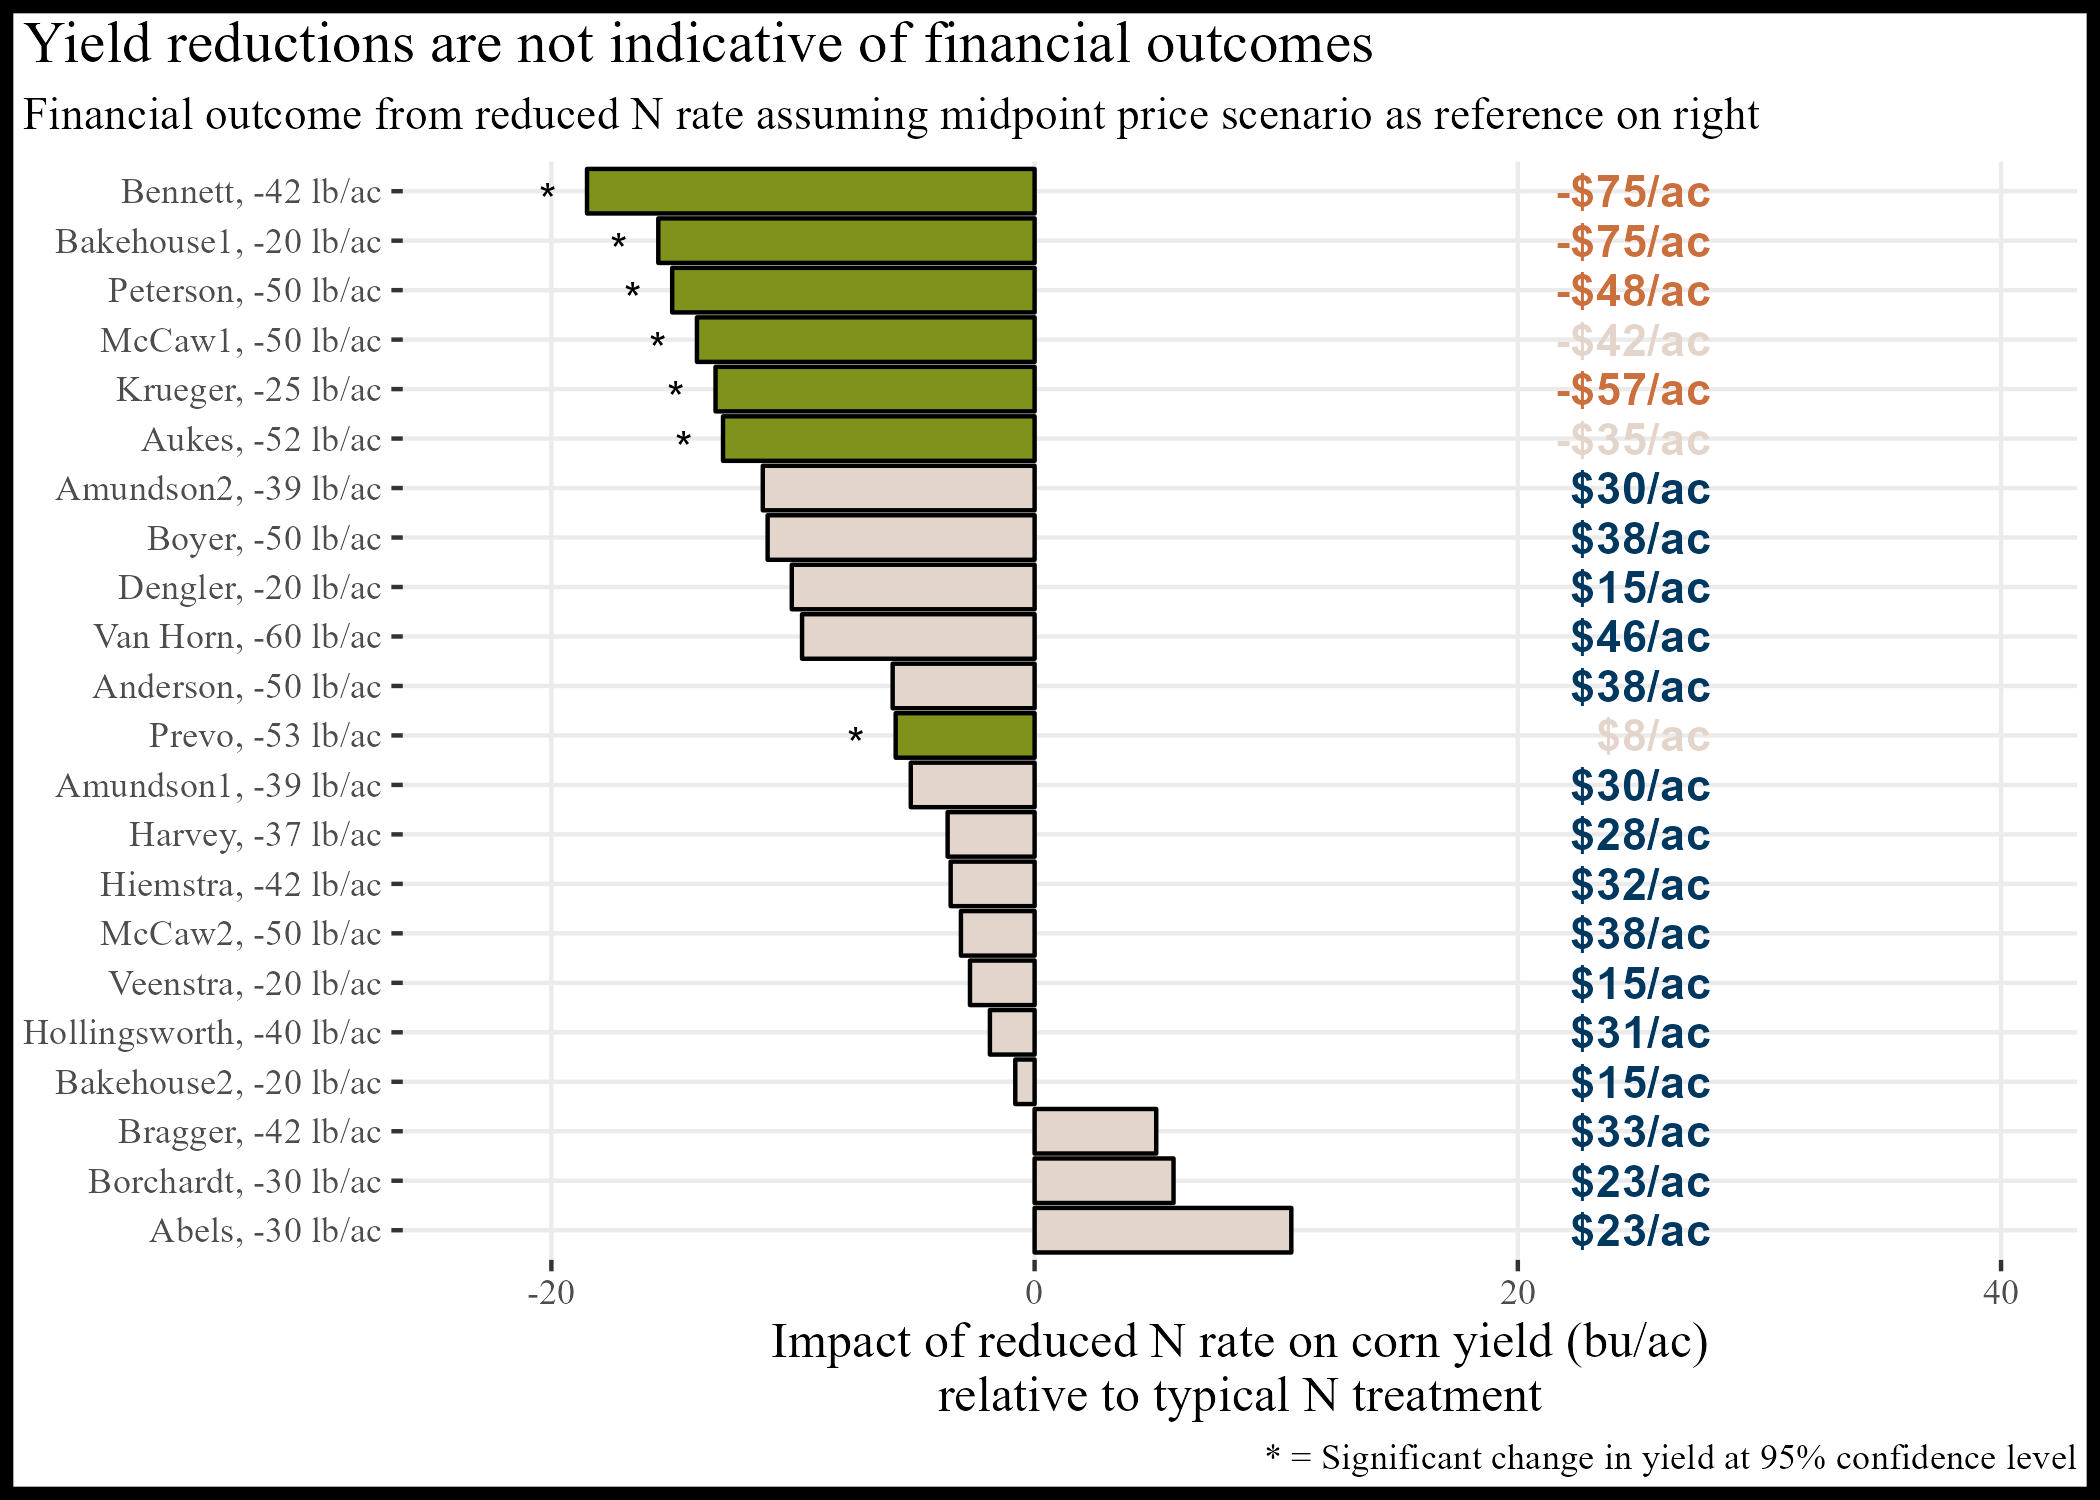 Yield reductions are not indicative of financial outcomes
Financial outcome from reduced N rate assuming midpoint price scenario as reference on right
Bennett, -42 lb/ac * -$75/ac
Bakehouse1, -20 lb/ac * -$75/ac
Peterson, -50 lb/ac * -$48/ac
McCaw1, -50 lb/ac * -$42/ac
Krueger, -25 lb/ac * -$57/ac
Aukes, -52 lb/ac * -$35/ac
Amundson2, -39 lb/ac $30/ac
Boyer, -50 lb/ac $38/ac
Dengler, -20 lb/ac $15/ac
Van Horn, -60 lb/ac $46/ac
Anderson, -50 lb/ac $38/ac
Prevo, -53 lb/ac * $8/ac
Amundson1, -39 lb/ac $30/ac
Harvey, -37 lb/ac $28/ac
Hiemstra, -42 lb/ac $32/ac
McCaw2, -50 lb/ac $38/ac
Veenstra, -20 lb/ac $15/ac
Hollingsworth, -40 lb/ac $31/ac
Bakehouse2, -20 lb/ac $15/ac
Bragger, -42 lb/ac $33/ac
Borchardt, -30 lb/ac $23/ac
Abels, -30 lb/ac $23/ac
-20 0 20 40
Impact of reduced N rate on corn yield (bu/ac)
relative to typical N treatment
* = Significant change in yield at 95% confidence level